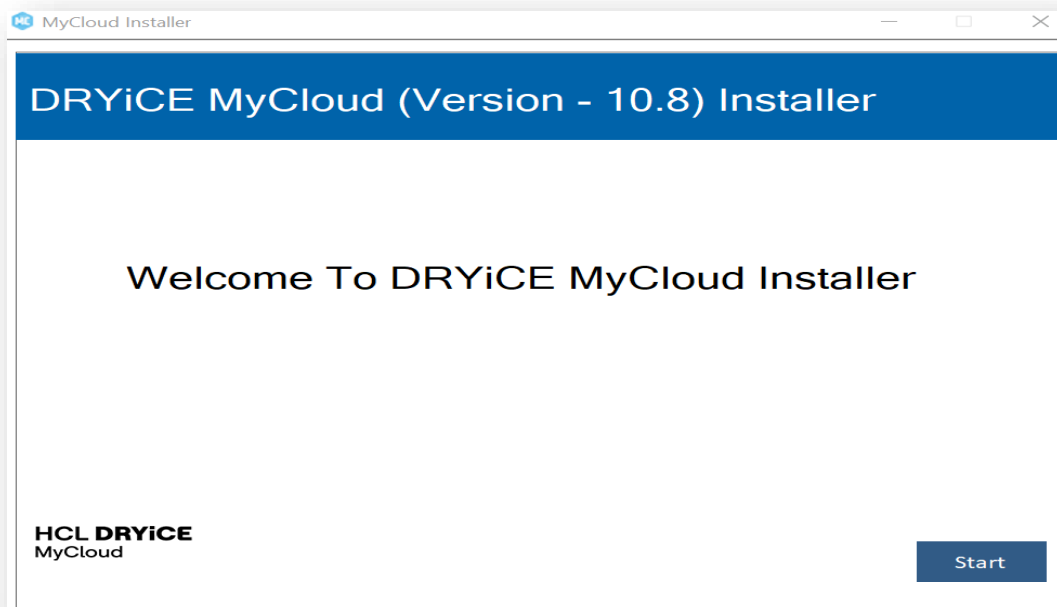 MyCloud Installer
DRYiCE MyCloud (Version - 10.8) Installer
Welcome To DRYiCE MyCloud Installer
HCL DRYiCE
MyCloud
Start